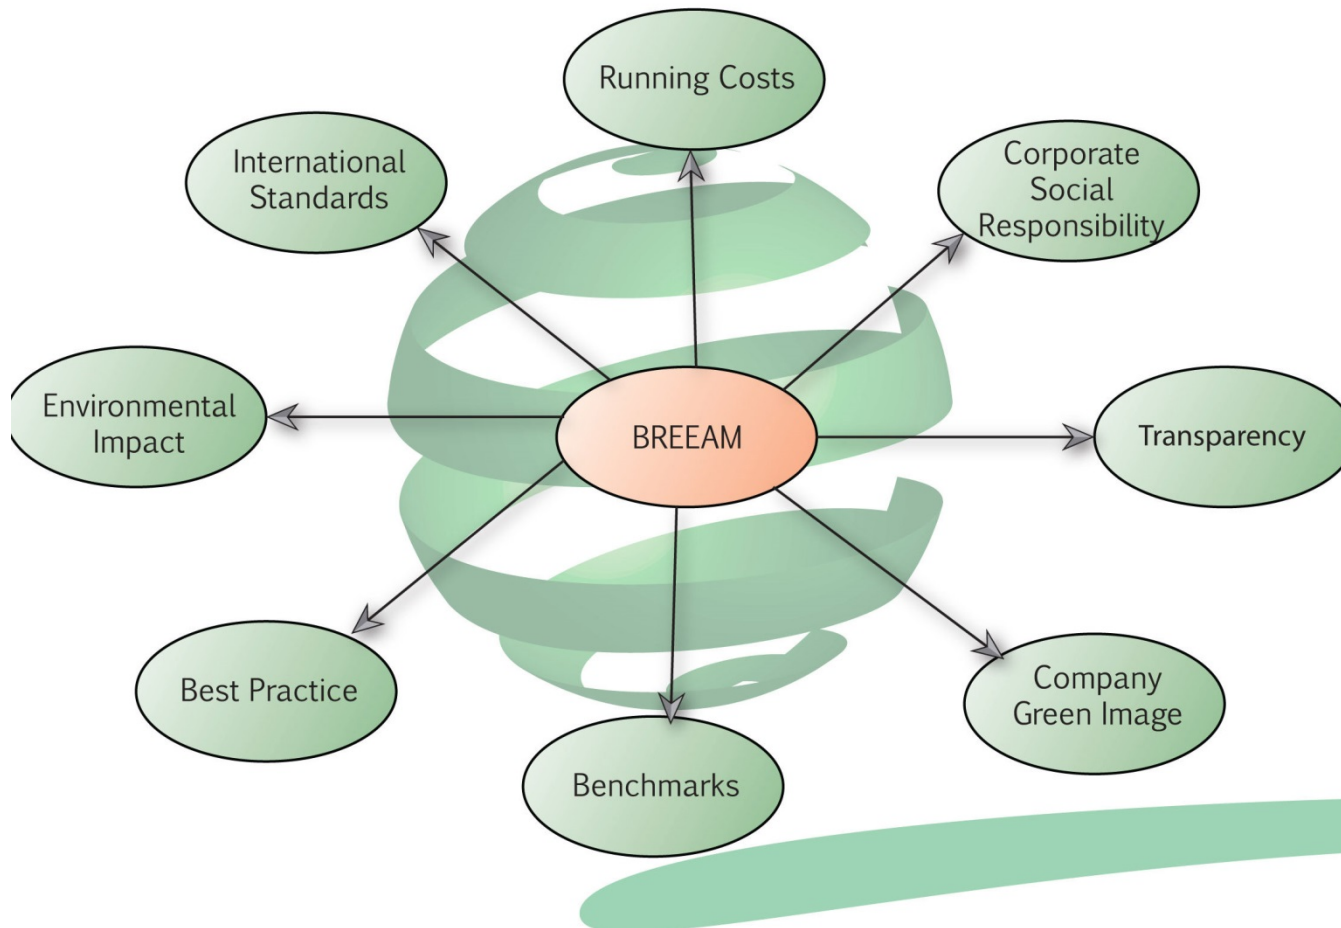 Running Costs
International
Standards
Corporate
Social
Responsibility
Environmental
Impact
BREEAM
Transparency
Best Practice
Company
Green Image
Benchmarks